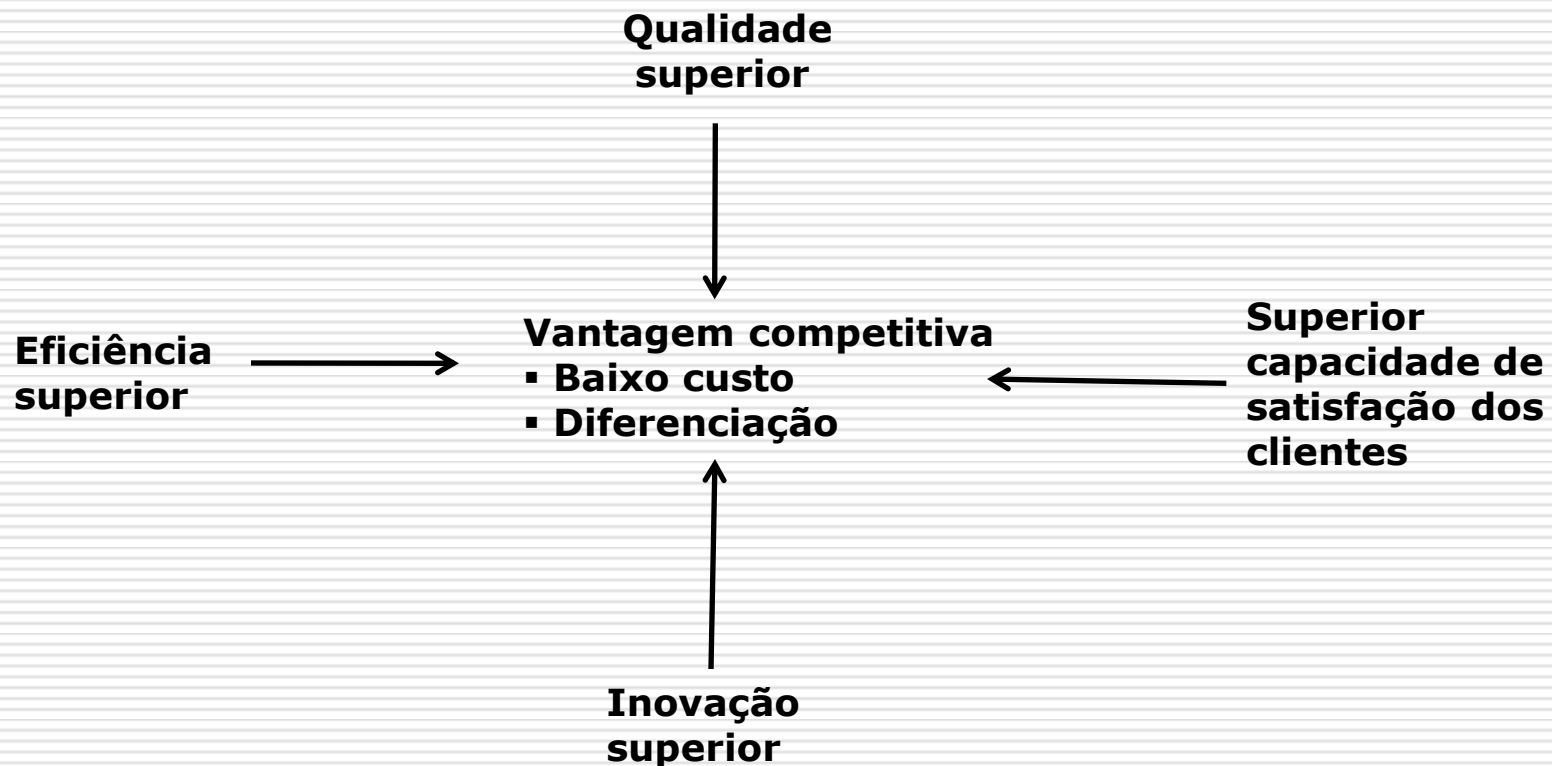 Qualidade
superior
Eficiência
superior
Vantagem competitiva
▪ Baixo custo
▪ Diferenciação
Superior
capacidade de
satisfação dos
clientes
Inovação
superior